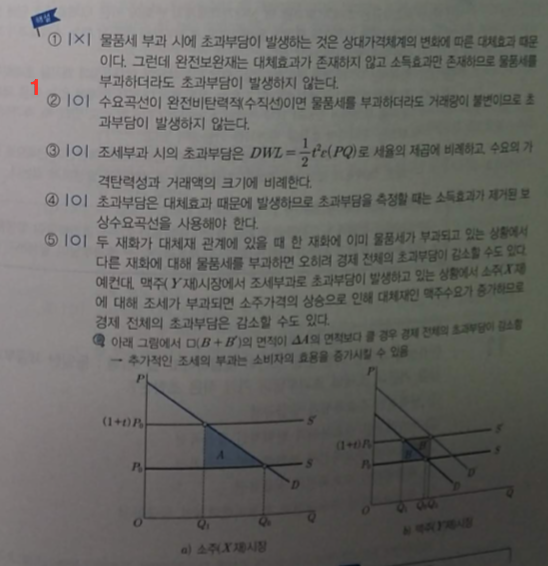 해설
① |×| 물품세 부과 시에 초과부담이 발생하는 것은 상대가격체계의 변화에 따른 대체효과 때문
이다. 그런데 완전보완재는 대체효과가 존재하지 않고 소득효과만 존재하므로 물품세를
1
부과하더라도 초과부담이 발생하지 않는다.
② |○| 수요곡선이 완전비탄력적(수직선)이면 물품세를 부과하더라도 거래량이 불변이므로 초
과부담이 발생하지 않는다.
③ |○| 조세부과 시의 초과부담은 DWL = 1/2 t²ε(PQ)로 세율의 제곱에 비례하고, 수요의 가
격탄력성과 거래액의 크기에 비례한다.
④ |○| 초과부담은 대체효과 때문에 발생하므로 초과부담을 측정할 때는 소득효과가 제거된 보
상수요곡선을 사용해야 한다.
⑤ |○| 두 재화가 대체재 관계에 있을 때 한 재화에 이미 물품세가 부과되고 있는 상황에서
다른 재화에 대해 물품세를 부과하면 오히려 경제 전체의 초과부담이 감소할 수도 있다.
예컨대, 맥주(Y재)시장에서 조세부과로 초과부담이 발생하고 있는 상황에서 소주(X재)
에 대해 조세가 부과되면 소주가격의 상승으로 인해 대체재인 맥주수요가 증가하므로
경제 전체의 초과부담은 감소할 수도 있다.
아래 그림에서 □(B + B′)의 면적이 ΔA의 면적보다 클 경우 경제 전체의 초과부담이 감소함
→ 추가적인 조세의 부과는 소비자의 효용을 증가시킬 수 있음
P
(1+t)P₀ S′
A
P₀ S
D
O Q₁ Q₀ Q
a) 소주(X재)시장
P
(1+t)P₀ S′
P₀ S
D′
D
O Q₁ Q
b) 맥주(Y재)시장